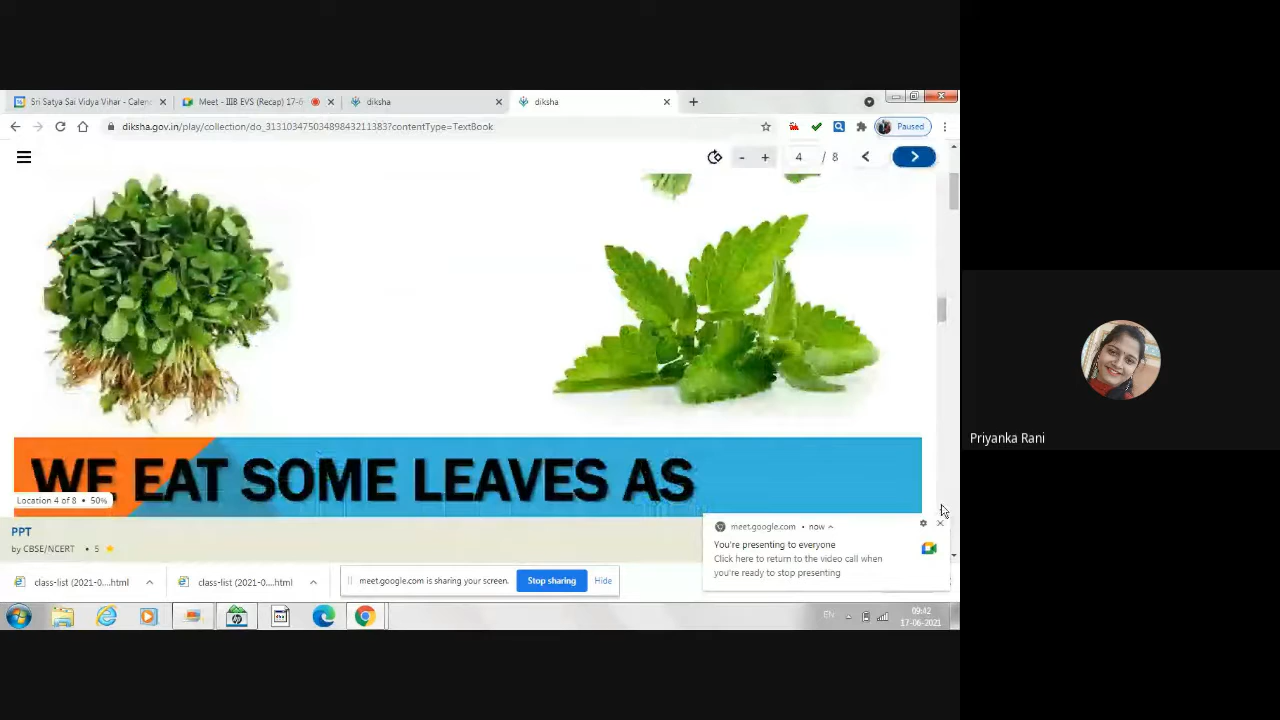 Sri Satya Sai Vidya Vihar - Calen
Meet - IIIB EVS (Recap) 17-6
diksha
diksha
diksha.gov.in/play/collection/do_31310347503489843211383?contentType=TextBook
Paused
- + 4 / 8
WE EAT SOME LEAVES AS
Location 4 of 8 • 50%
PPT
by CBSE/NCERT • 5
meet.google.com • now
You're presenting to everyone
Click here to return to the video call when
you're ready to stop presenting
class-list (2021-0....html
class-list (2021-0....html
meet.google.com is sharing your screen.
Stop sharing
Hide
EN
09:42
17-06-2021
Priyanka Rani